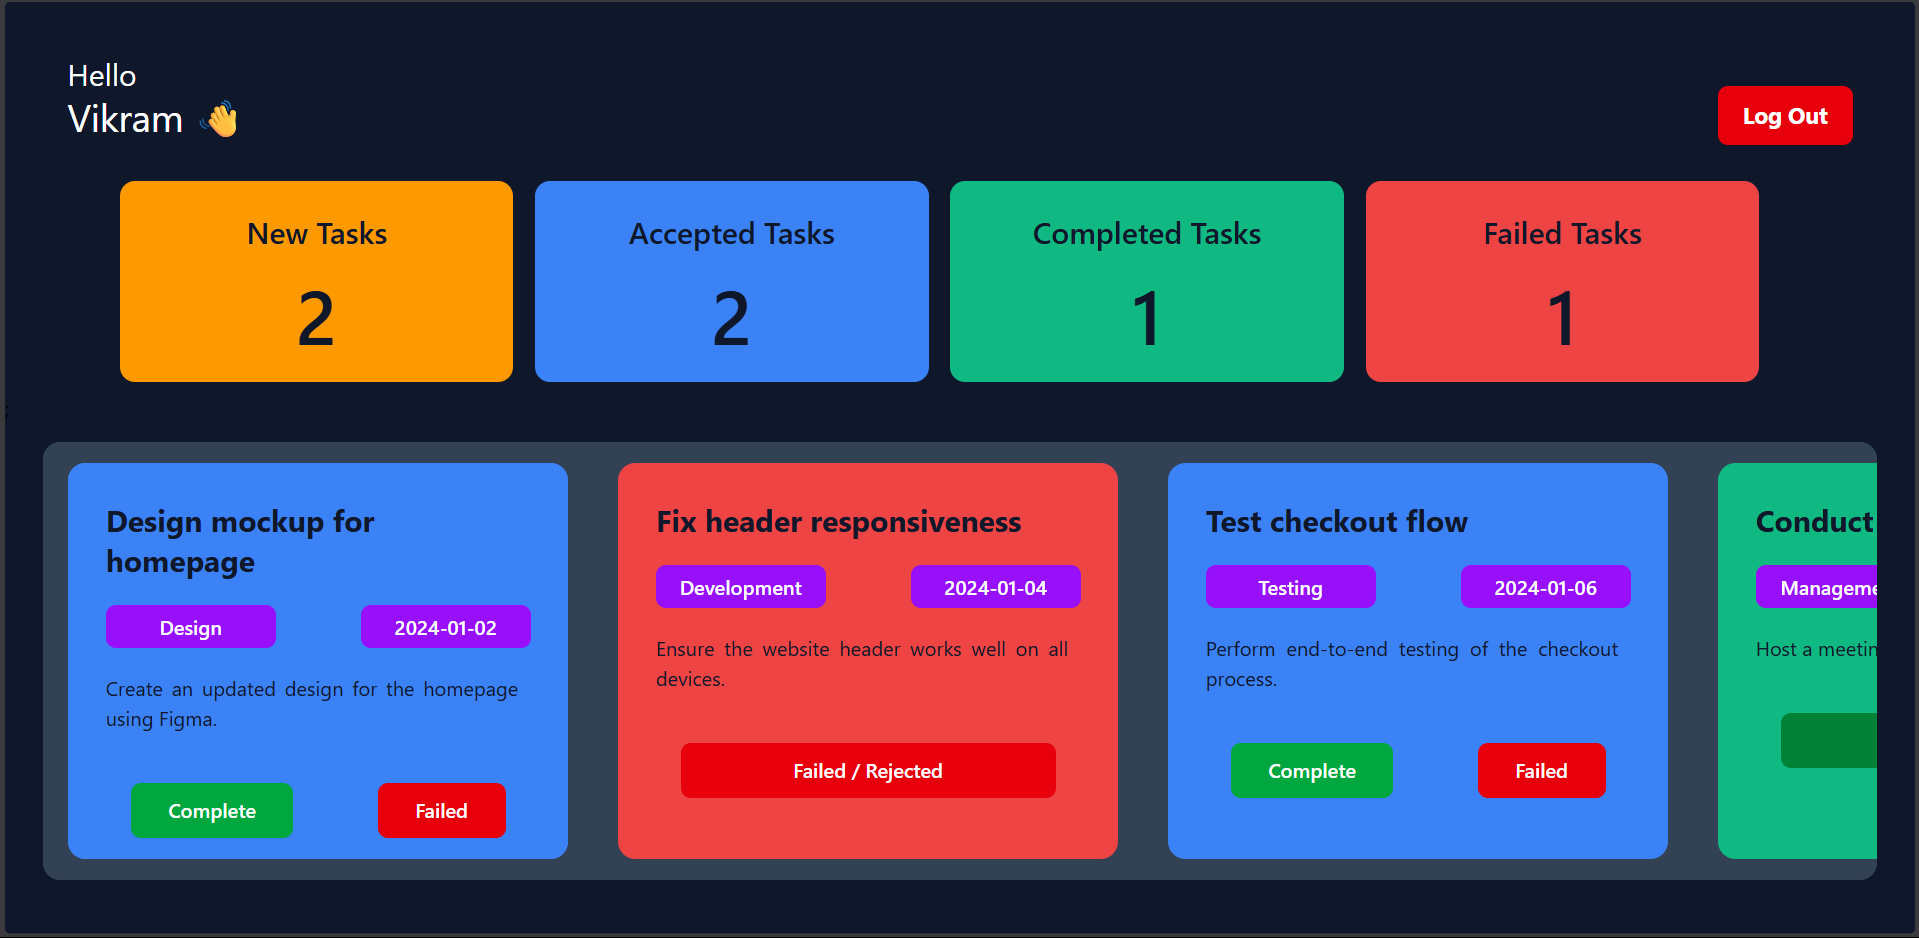 Hello
Vikram 👋
Log Out
New Tasks
2
Accepted Tasks
2
Completed Tasks
1
Failed Tasks
1
Design mockup for
homepage
Design
2024-01-02
Create an updated design for the homepage
using Figma.
Complete
Failed
Fix header responsiveness
Development
2024-01-04
Ensure the website header works well on all
devices.
Failed / Rejected
Test checkout flow
Testing
2024-01-06
Perform end-to-end testing of the checkout
process.
Complete
Failed
Conduct
Host a